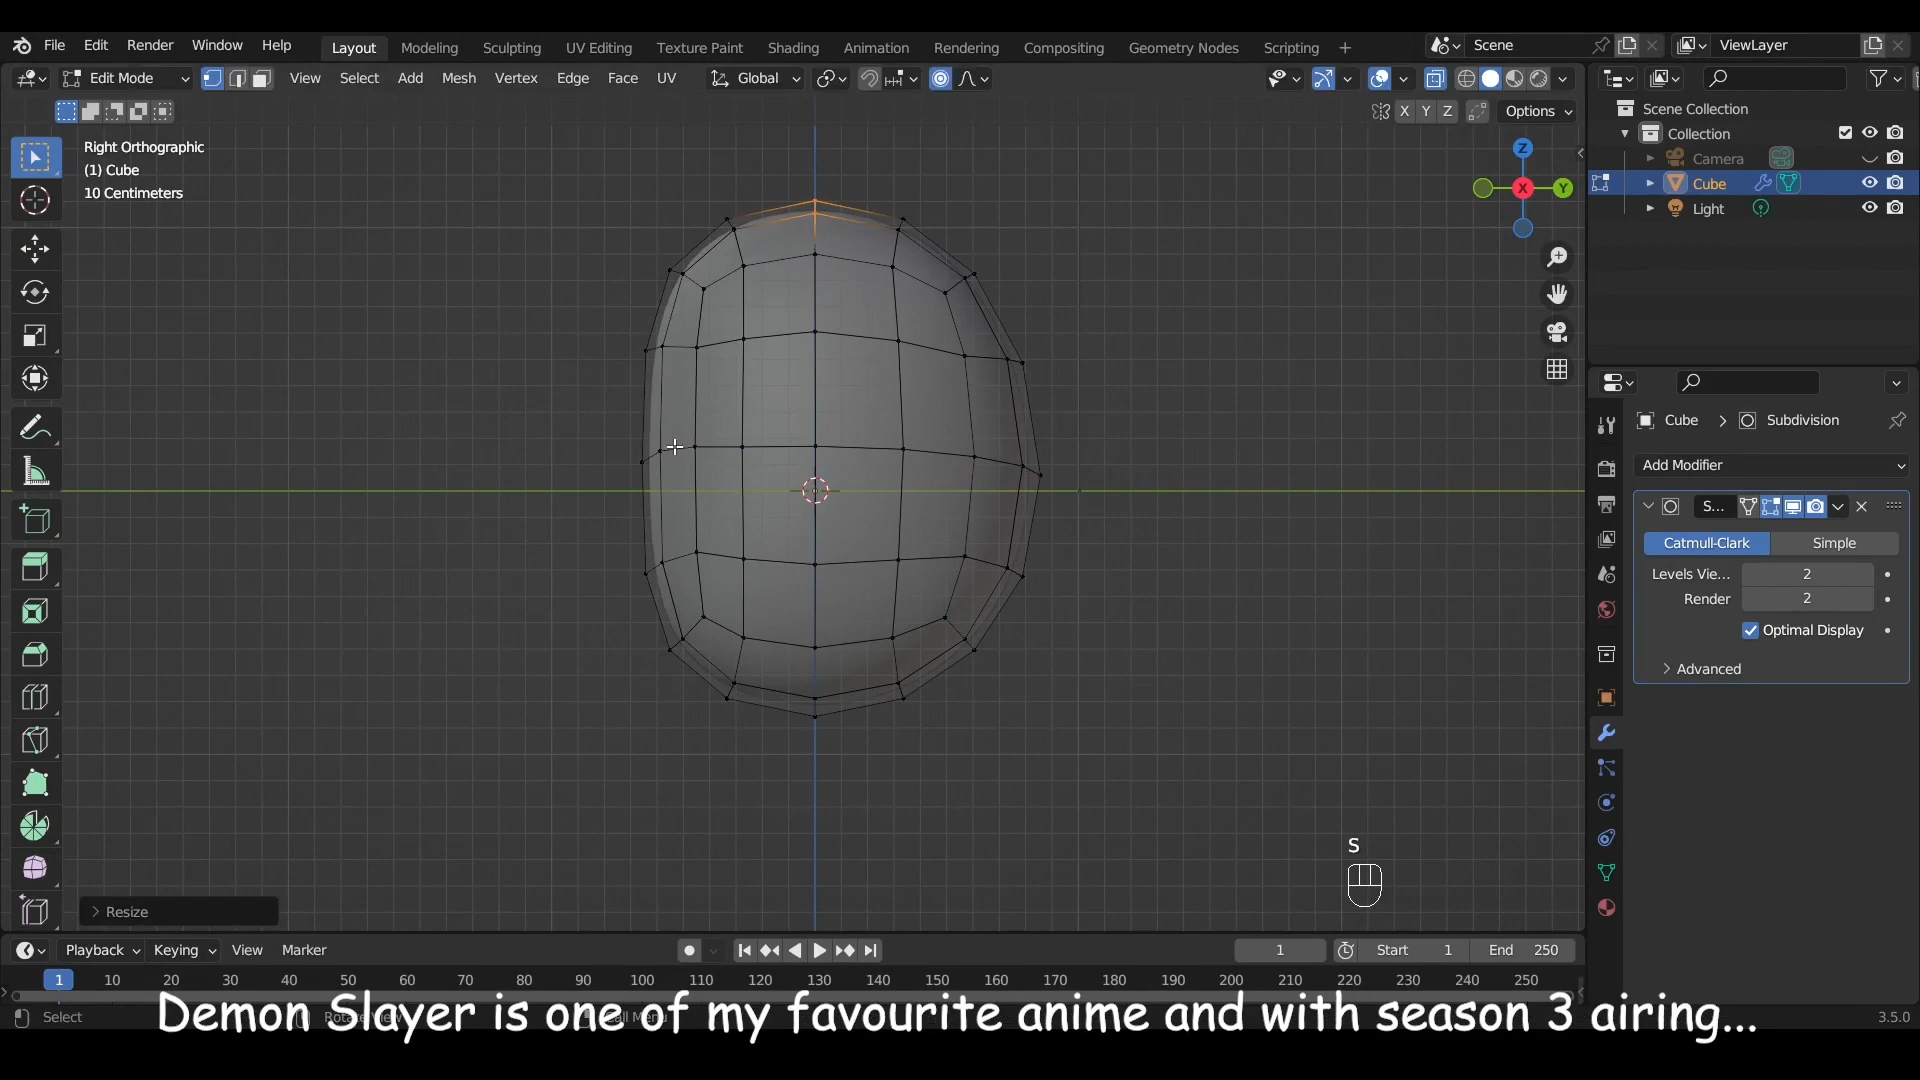 File Edit Render Window Help Layout Modeling Sculpting UV Editing Texture Paint Shading Animation Rendering Compositing Geometry Nodes Scripting + Scene ViewLayer
Edit Mode View Select Add Mesh Vertex Edge Face UV Global
X Y Z Options
Scene Collection
Collection
Camera
Cube
Light
Right Orthographic
(1) Cube
10 Centimeters
Z
X
Y
Cube > Subdivision
Add Modifier
S...
Catmull-Clark Simple
Levels Vie... 2
Render 2
Optimal Display
Advanced
S
Resize
Playback Keying View Marker 1 Start 1 End 250
1 10 20 30 40 50 60 70 80 90 100 110 120 130 140 150 160 170 180 190 200 210 220 230 240 250
Demon Slayer is one of my favourite anime and with season 3 airing...
Select
3.5.0